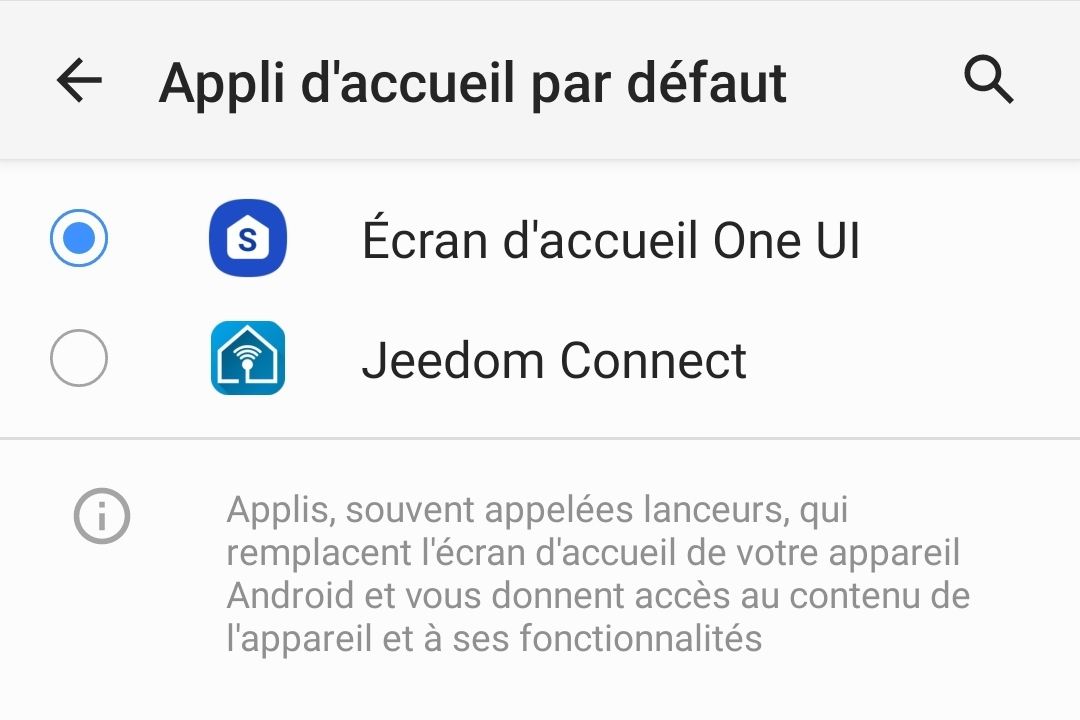 Appli d'accueil par défaut
S
Écran d'accueil One UI
Jeedom Connect
Applis, souvent appelées lanceurs, qui
remplacent l'écran d'accueil de votre appareil
Android et vous donnent accès au contenu de
l'appareil et à ses fonctionnalités